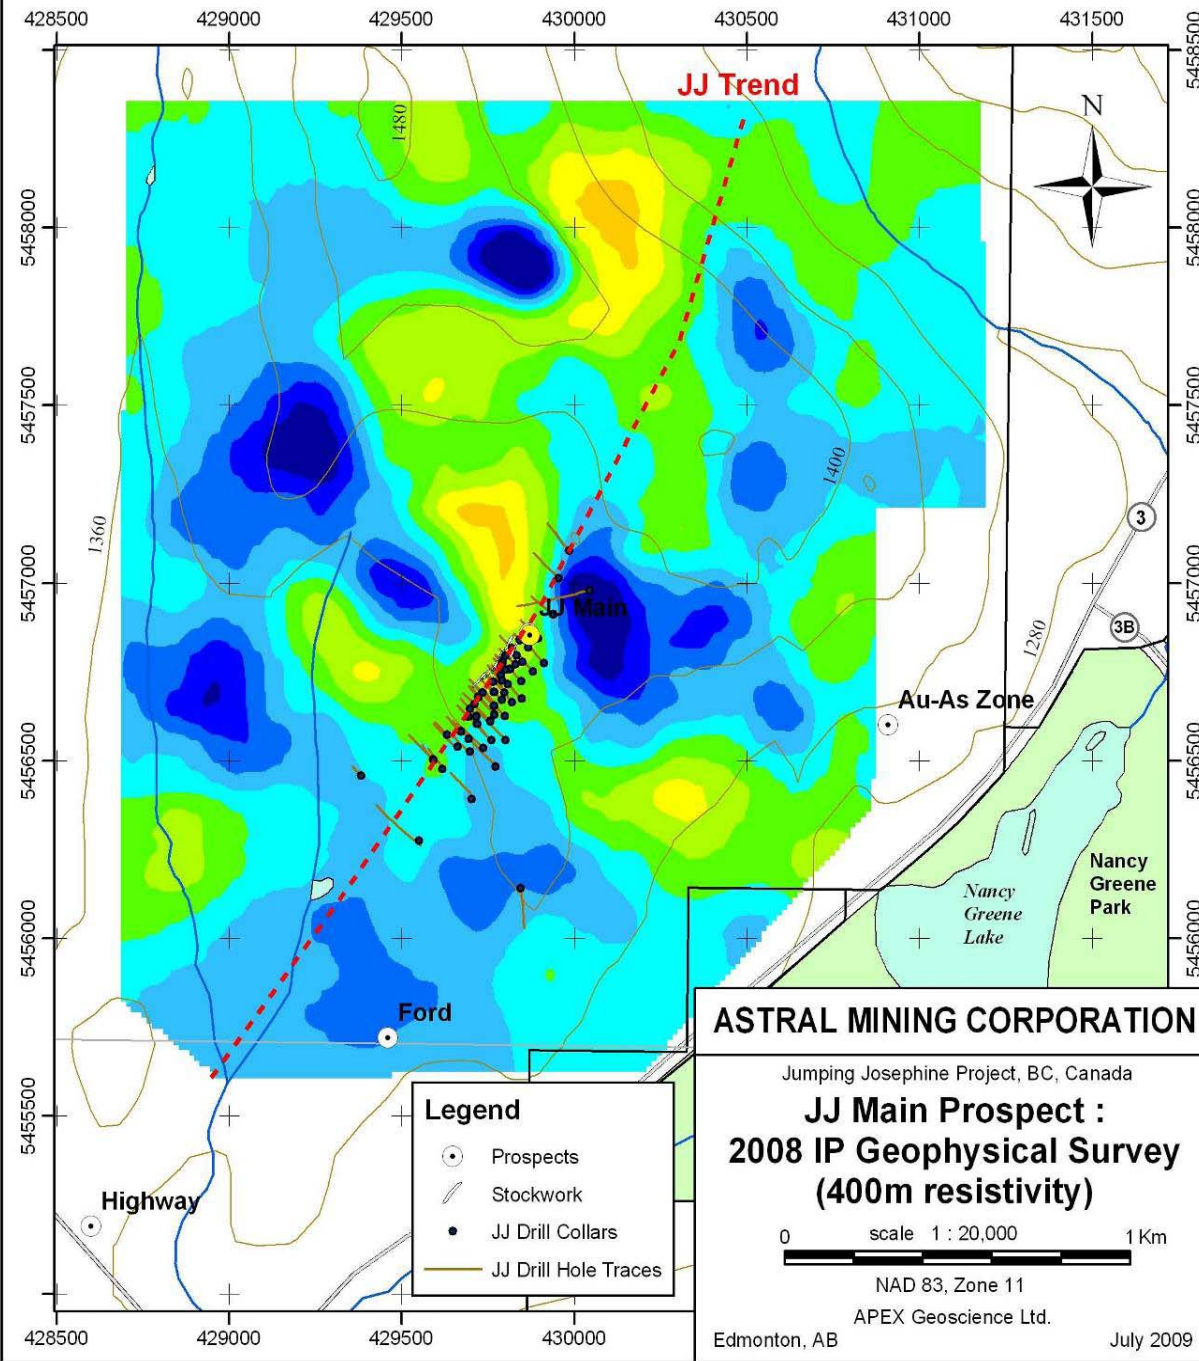 428500 429000 429500 430000 430500 431000 431500
5458500
5458000
5457500
5457000
5456500
5456000
5455500
5458500
5458000
5457500
5457000
5456500
5456000
JJ Trend
N
1480
1400
1360
1280
3
3B
JJ Main
Au-As Zone
Nancy
Greene
Park
Nancy
Greene
Lake
Ford
Highway
Legend
Prospects
Stockwork
JJ Drill Collars
JJ Drill Hole Traces
ASTRAL MINING CORPORATION
Jumping Josephine Project, BC, Canada
JJ Main Prospect :
2008 IP Geophysical Survey
(400m resistivity)
0 scale 1 : 20,000 1 Km
NAD 83, Zone 11
APEX Geoscience Ltd.
Edmonton, AB July 2009
428500 429000 429500 430000 430500 431000 431500